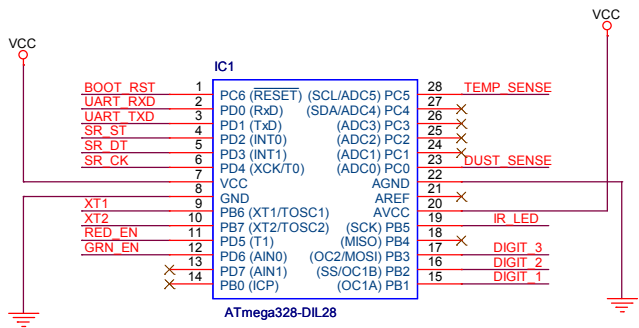 VCC
VCC
IC1
BOOT_RST 1 PC6 (RESET) (SCL/ADC5) PC5 28 TEMP_SENSE
UART_RXD 2 PD0 (RxD) (SDA/ADC4) PC4 27
UART_TXD 3 PD1 (TxD) (ADC3) PC3 26
SR_ST 4 PD2 (INT0) (ADC2) PC2 25
SR_DT 5 PD3 (INT1) (ADC1) PC1 24
SR_CK 6 PD4 (XCK/T0) (ADC0) PC0 23 DUST_SENSE
7 VCC AGND 22
8 GND AREF 21
XT1 9 PB6 (XT1/TOSC1) AVCC 20
XT2 10 PB7 (XT2/TOSC2) (SCK) PB5 19 IR_LED
RED_EN 11 PD5 (T1) (MISO) PB4 18
GRN_EN 12 PD6 (AIN0) (OC2/MOSI) PB3 17 DIGIT_3
13 PD7 (AIN1) (SS/OC1B) PB2 16 DIGIT_2
14 PB0 (ICP) (OC1A) PB1 15 DIGIT_1
ATmega328-DIL28